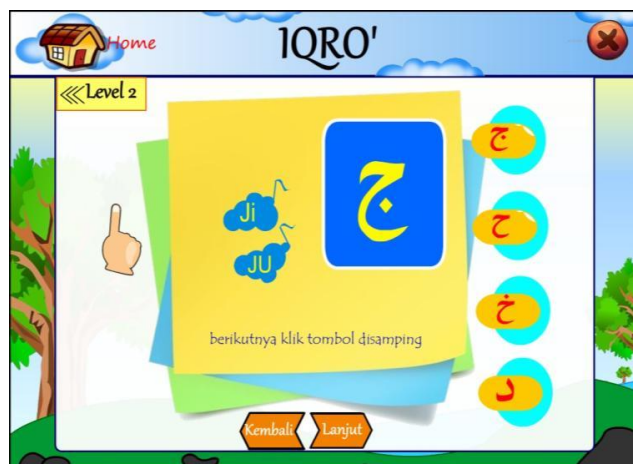 Home
IQRO'
Level 2
ج
Ji
JU
berikutnya klik tombol disamping
ج
ح
خ
د
Kembali
Lanjut